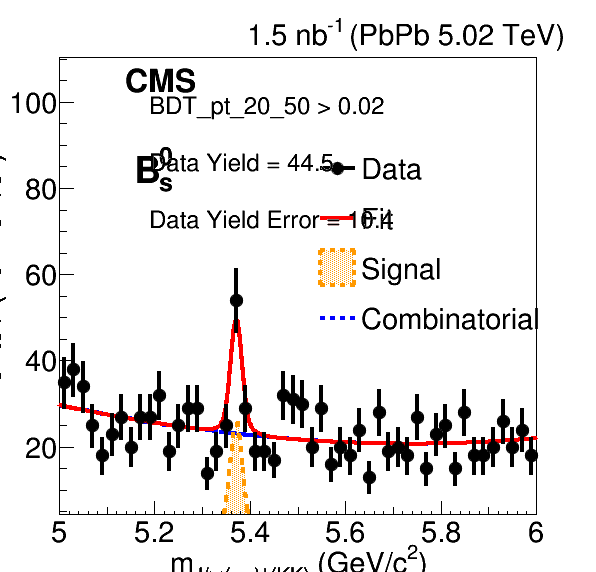 1.5 nb⁻¹ (PbPb 5.02 TeV)
CMS
BDT_pt_20_50 > 0.02
B⁰ₛ
Data Yield = 44.5
Data Yield Error = 10.4
Data
Fit
Signal
Combinatorial
100
80
60
40
20
5 5.2 5.4 5.6 5.8 6
(GeV/c²)